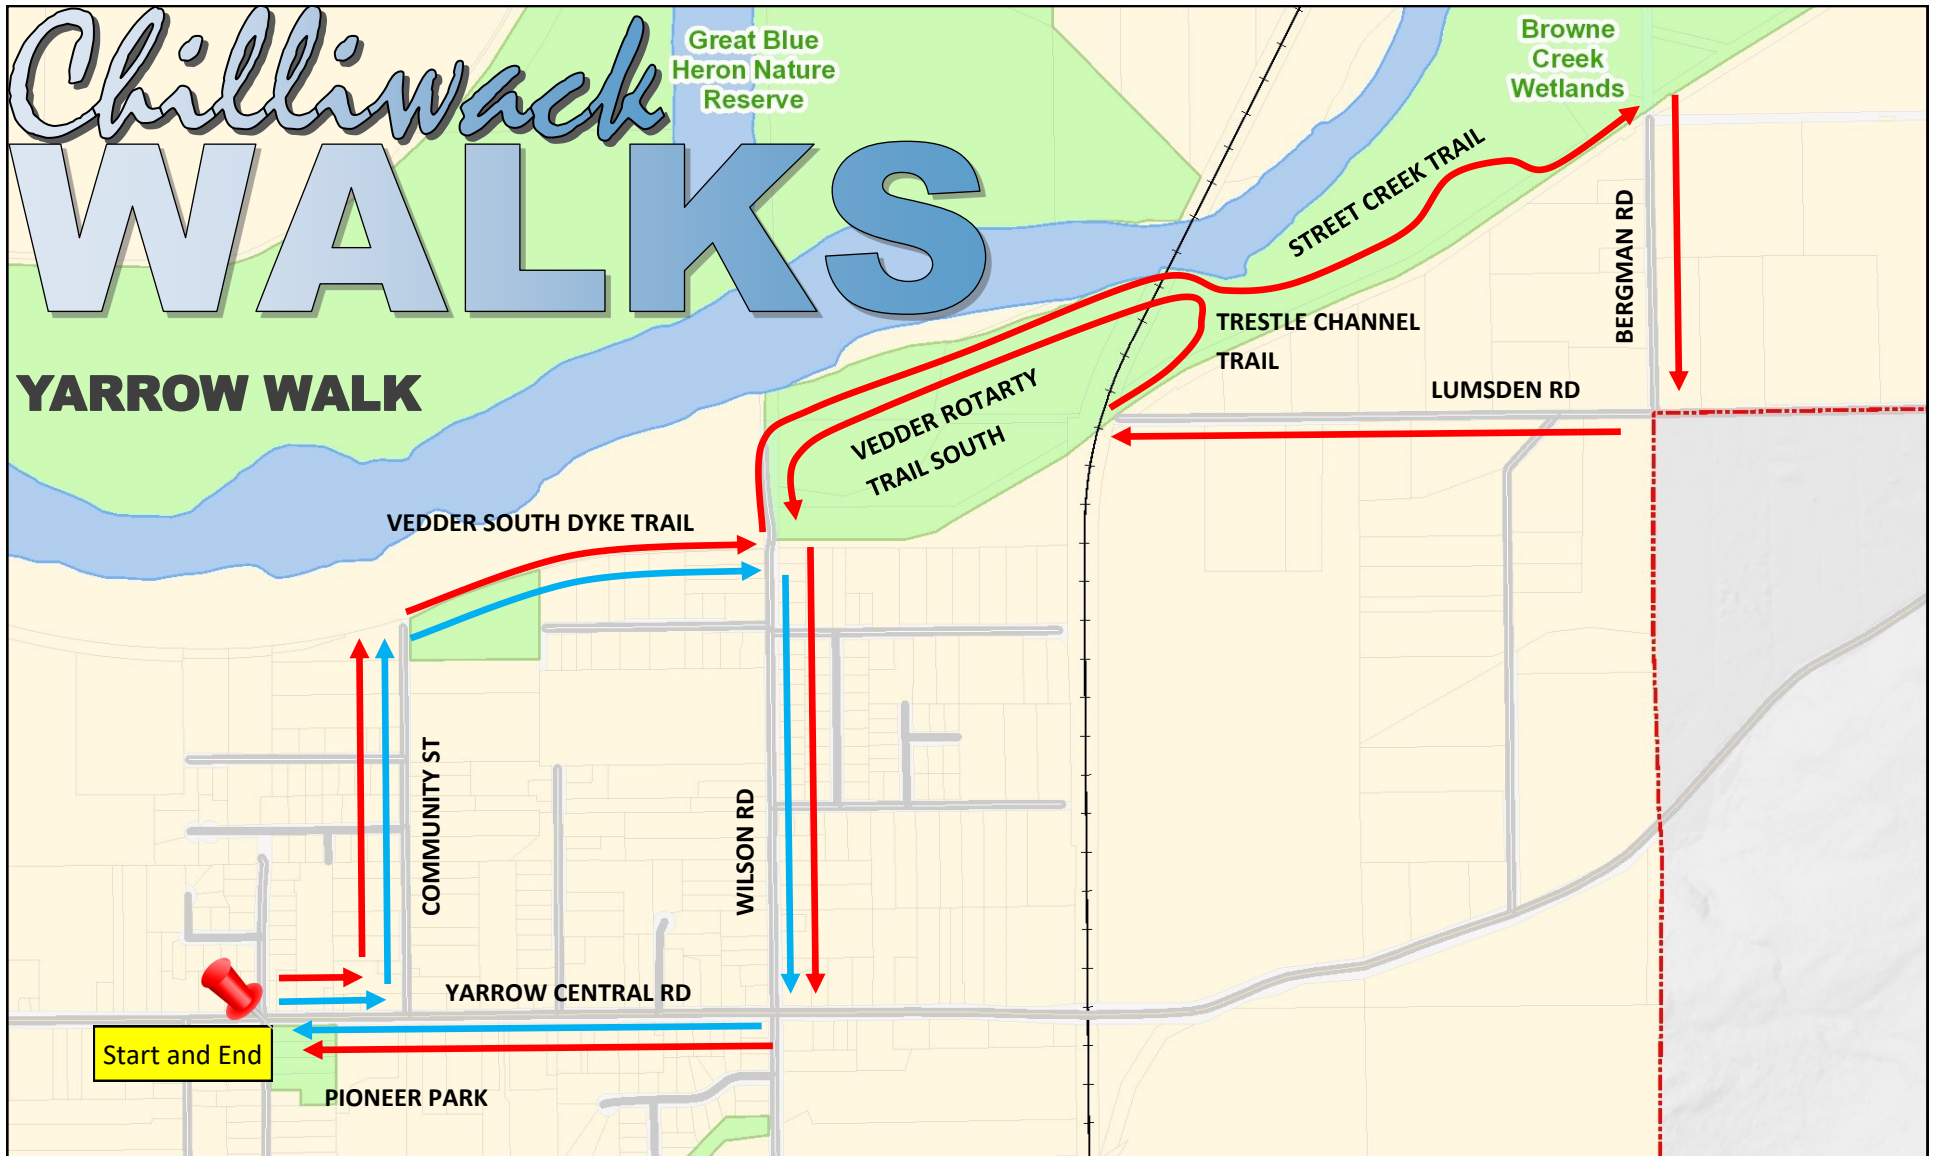 Chilliwack
WALKS
YARROW WALK
Great Blue
Heron Nature
Reserve
Browne
Creek
Wetlands
STREET CREEK TRAIL
BERGMAN RD
TRESTLE CHANNEL
TRAIL
LUMSDEN RD
VEDDER ROTARTY
TRAIL SOUTH
VEDDER SOUTH DYKE TRAIL
COMMUNITY ST
WILSON RD
YARROW CENTRAL RD
Start and End
PIONEER PARK